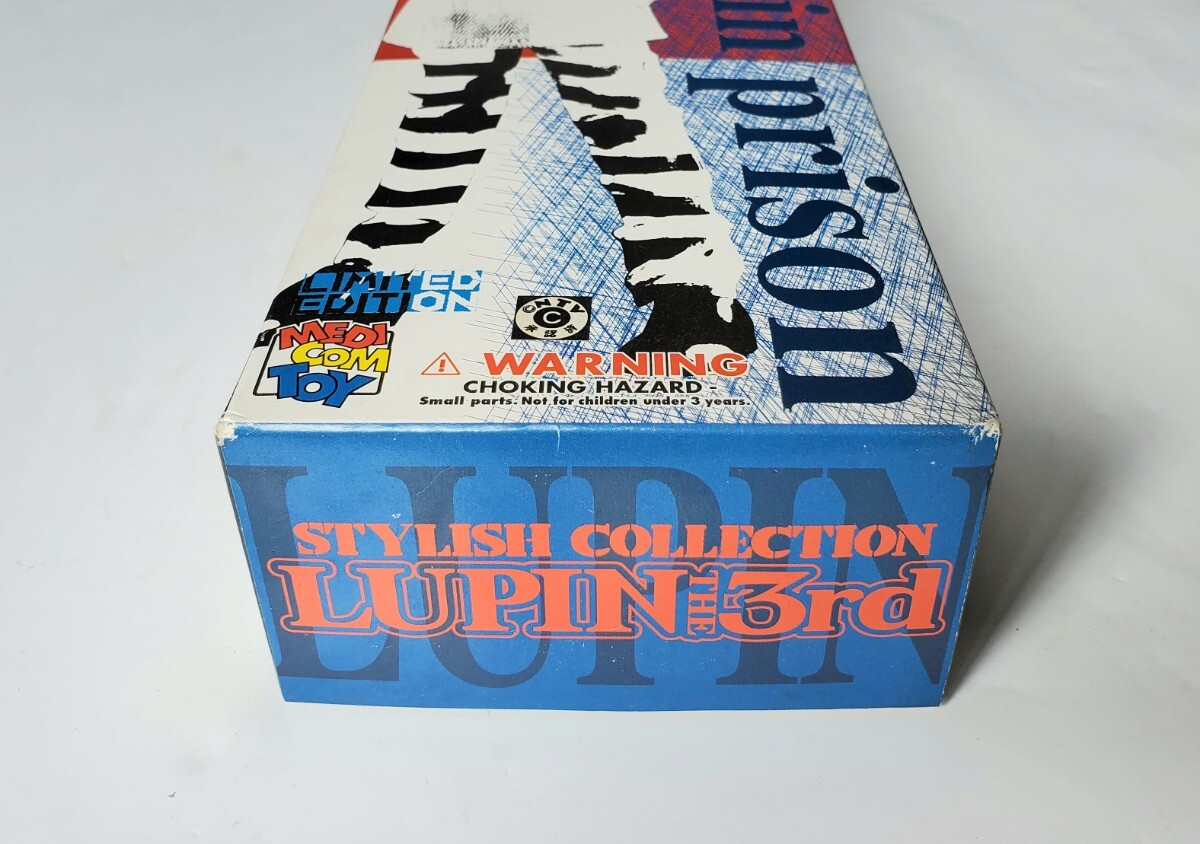 in prison
LIMITED
EDITION
MEDI
COM
TOY
C NTV
WARNING
CHOKING HAZARD -
Small parts. Not for children under 3 years.
LUPIN
STYLISH COLLECTION
LUPIN THE 3rd